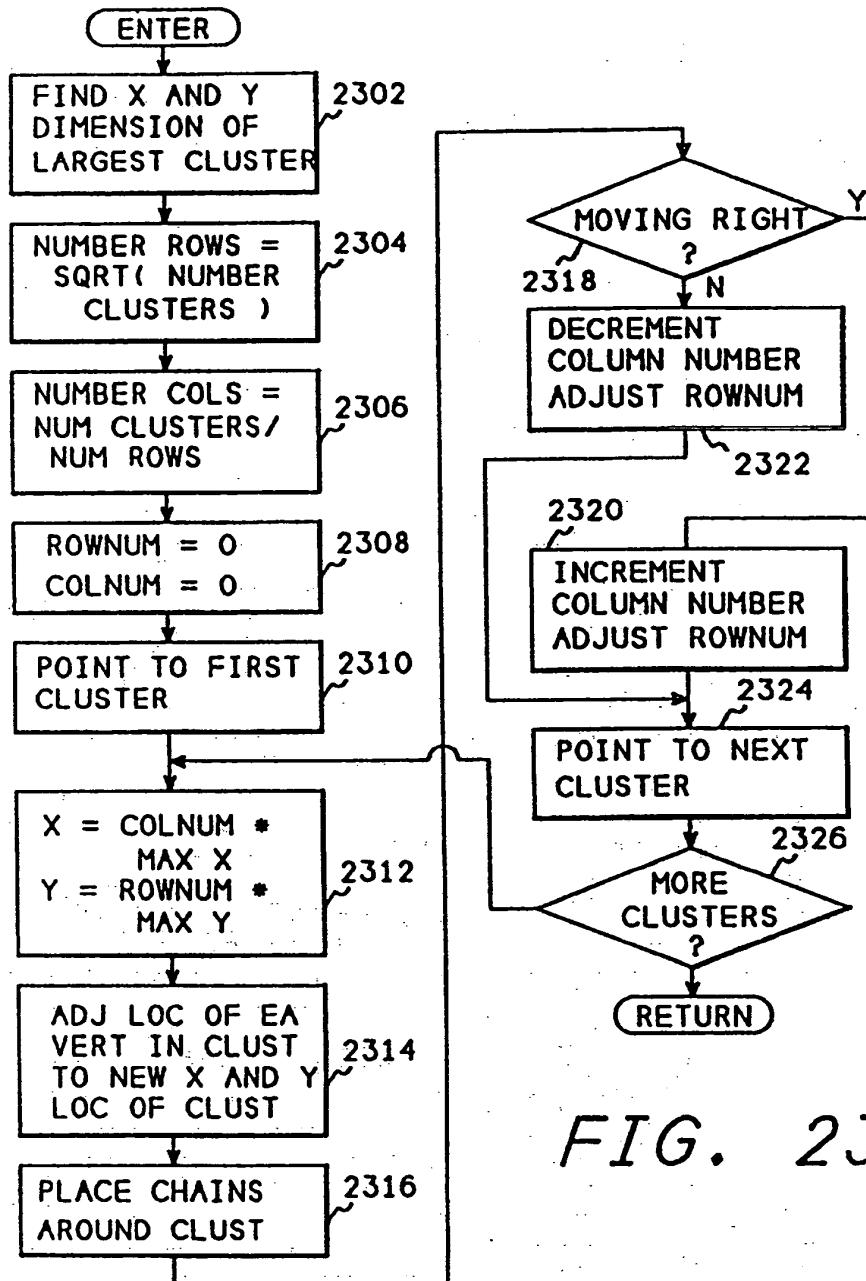 ENTER
FIND X AND Y
DIMENSION OF
LARGEST CLUSTER
2302
NUMBER ROWS =
SQRT( NUMBER
CLUSTERS )
2304
NUMBER COLS =
NUM CLUSTERS/
NUM ROWS
2306
ROWNUM = 0
COLNUM = 0
2308
POINT TO FIRST
CLUSTER
2310
X = COLNUM *
MAX X
Y = ROWNUM *
MAX Y
2312
ADJ LOC OF EA
VERT IN CLUST
TO NEW X AND Y
LOC OF CLUST
2314
PLACE CHAINS
AROUND CLUST
2316
MOVING RIGHT
?
Y
2318
N
DECREMENT
COLUMN NUMBER
ADJUST ROWNUM
2322
2320
INCREMENT
COLUMN NUMBER
ADJUST ROWNUM
2324
POINT TO NEXT
CLUSTER
2326
MORE
CLUSTERS
?
RETURN
FIG. 23